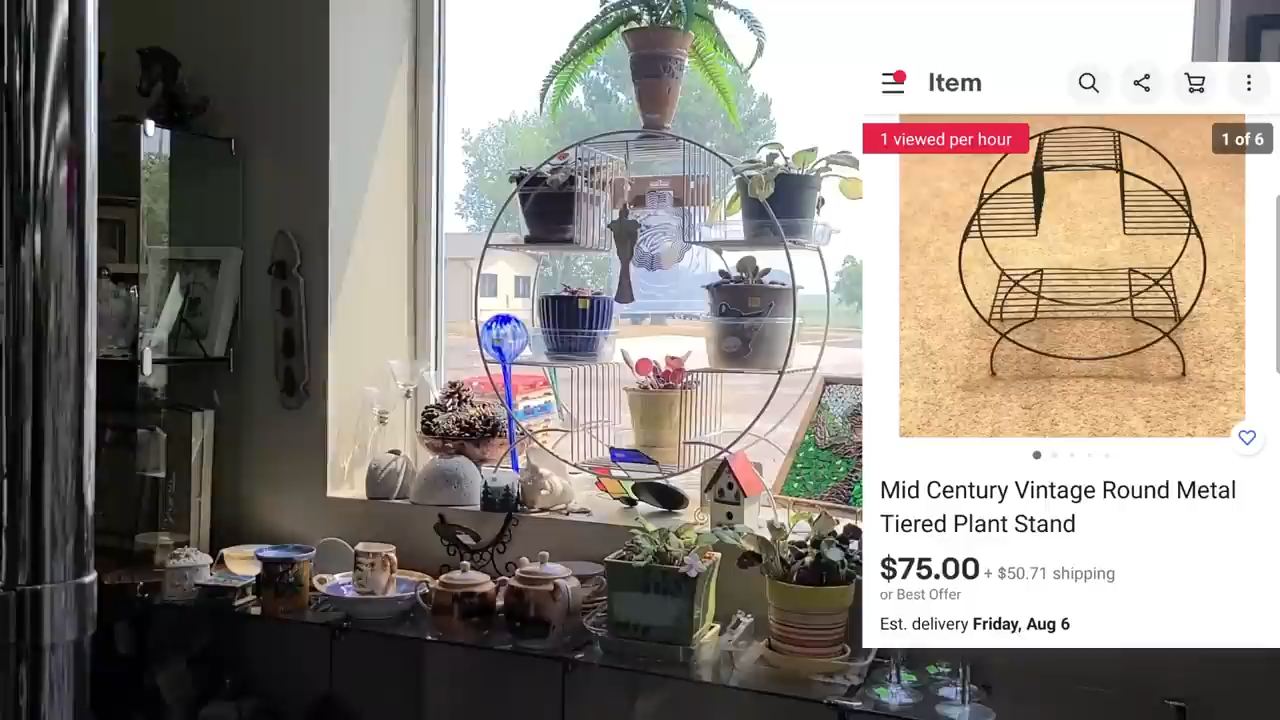 Item
1 viewed per hour
1 of 6
Mid Century Vintage Round Metal
Tiered Plant Stand
$75.00 + $50.71 shipping
or Best Offer
Est. delivery Friday, Aug 6